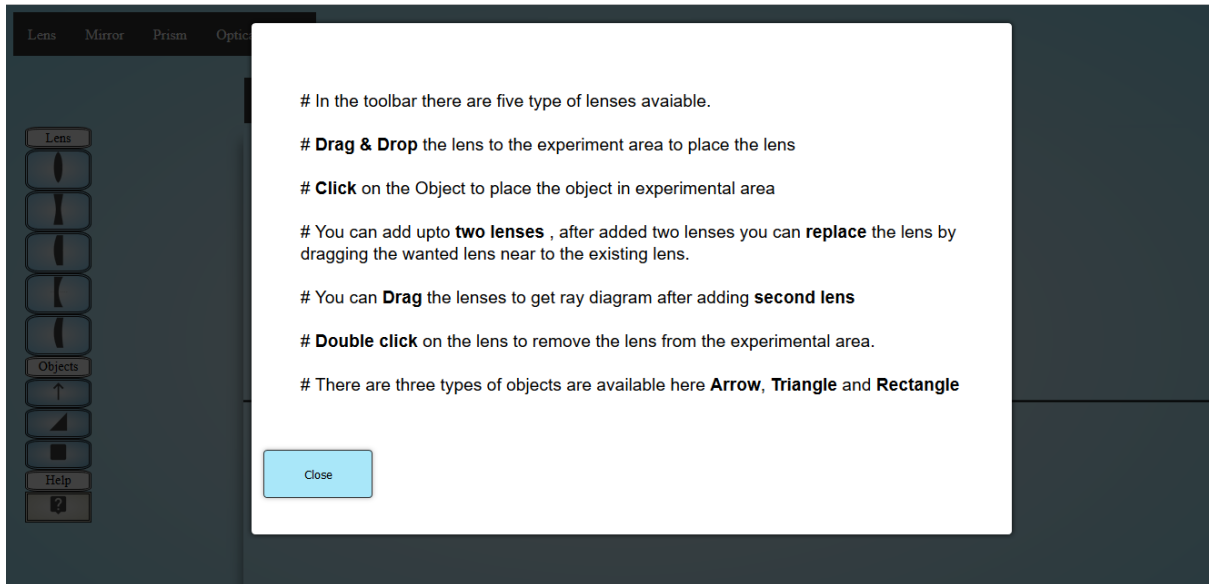 Lens Mirror Prism Optic
# In the toolbar there are five type of lenses avaiable.
# Drag & Drop the lens to the experiment area to place the lens
# Click on the Object to place the object in experimental area
# You can add upto two lenses , after added two lenses you can replace the lens by
dragging the wanted lens near to the existing lens.
# You can Drag the lenses to get ray diagram after adding second lens
# Double click on the lens to remove the lens from the experimental area.
# There are three types of objects are available here Arrow, Triangle and Rectangle
Close
Lens
Objects
Help
?